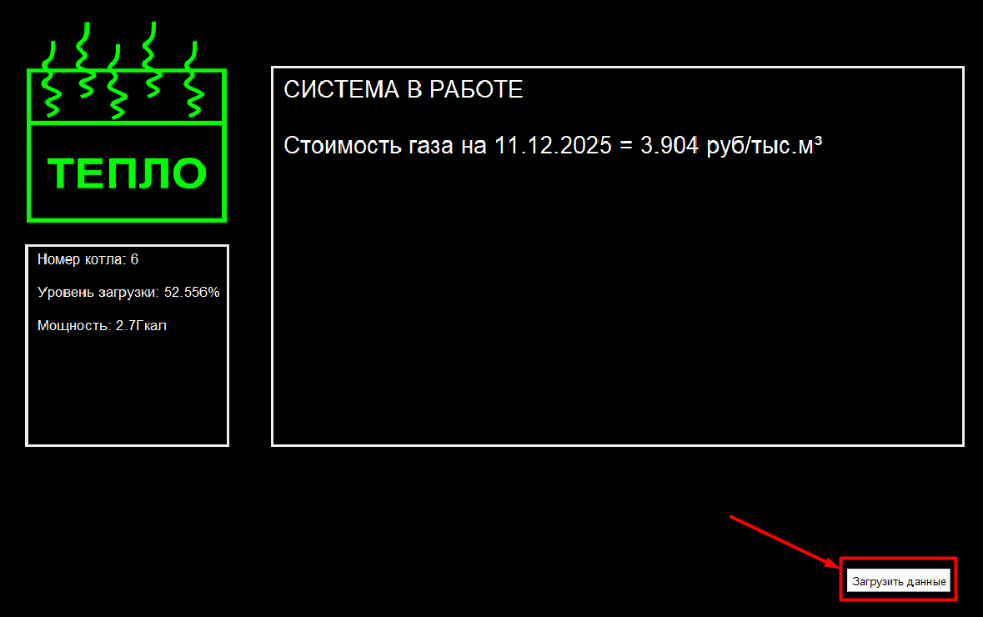 ТЕПЛО
СИСТЕМА В РАБОТЕ
Стоимость газа на 11.12.2025 = 3.904 руб/тыс.м³
Номер котла: 6
Уровень загрузки: 52.556%
Мощность: 2.7Гкал
Загрузить данные